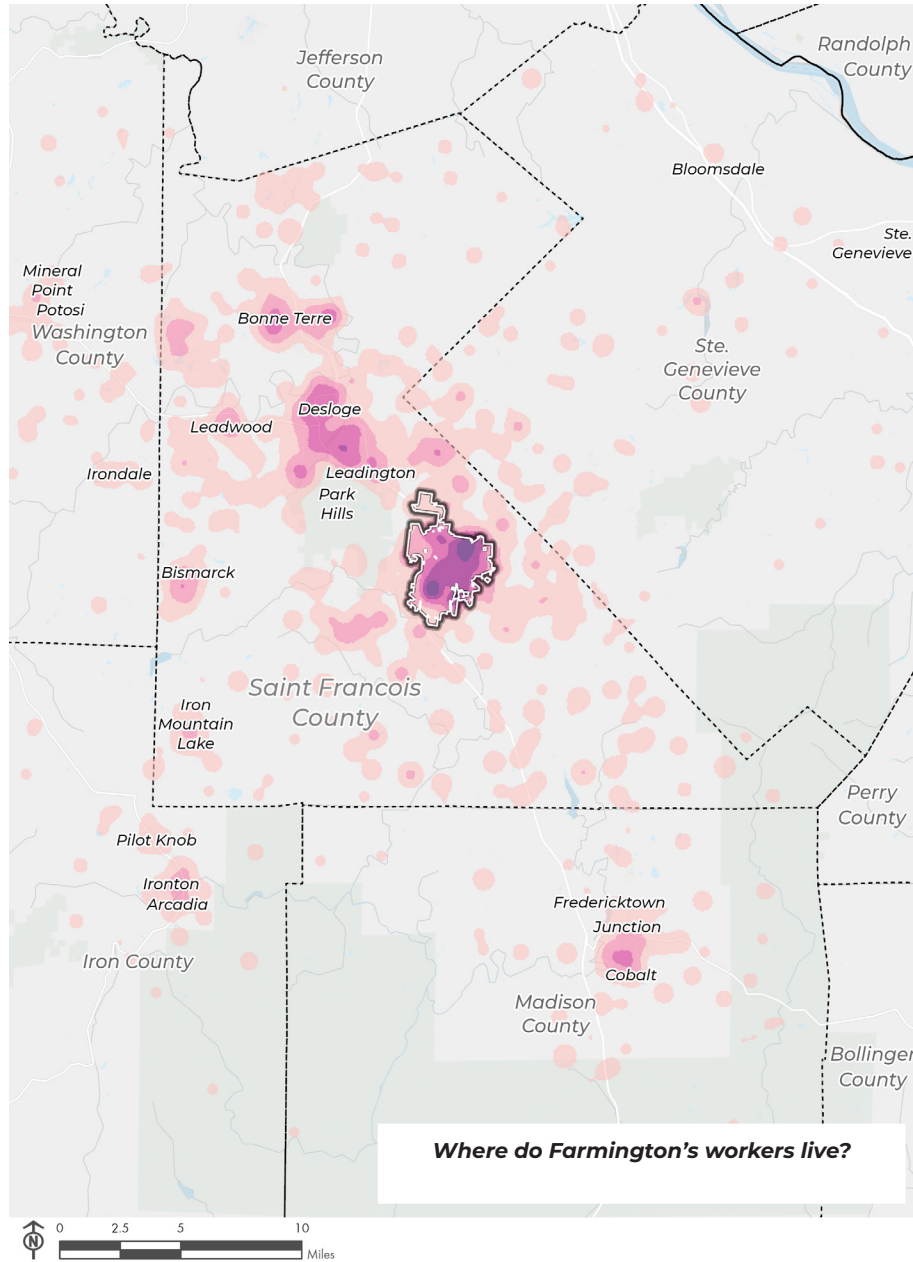 Jefferson
County
Randolph
County
Bloomsdale
Ste.
Genevieve
Mineral
Point
Potosi
Washington
County
Bonne Terre
Ste.
Genevieve
County
Desloge
Leadwood
Irondale
Leadington
Park
Hills
Bismarck
Saint Francois
County
Iron
Mountain
Lake
Perry
County
Pilot Knob
Ironton
Arcadia
Fredericktown
Junction
Iron County
Cobalt
Madison
County
Bollinger
County
Where do Farmington's workers live?
N
0 2.5 5 10
Miles